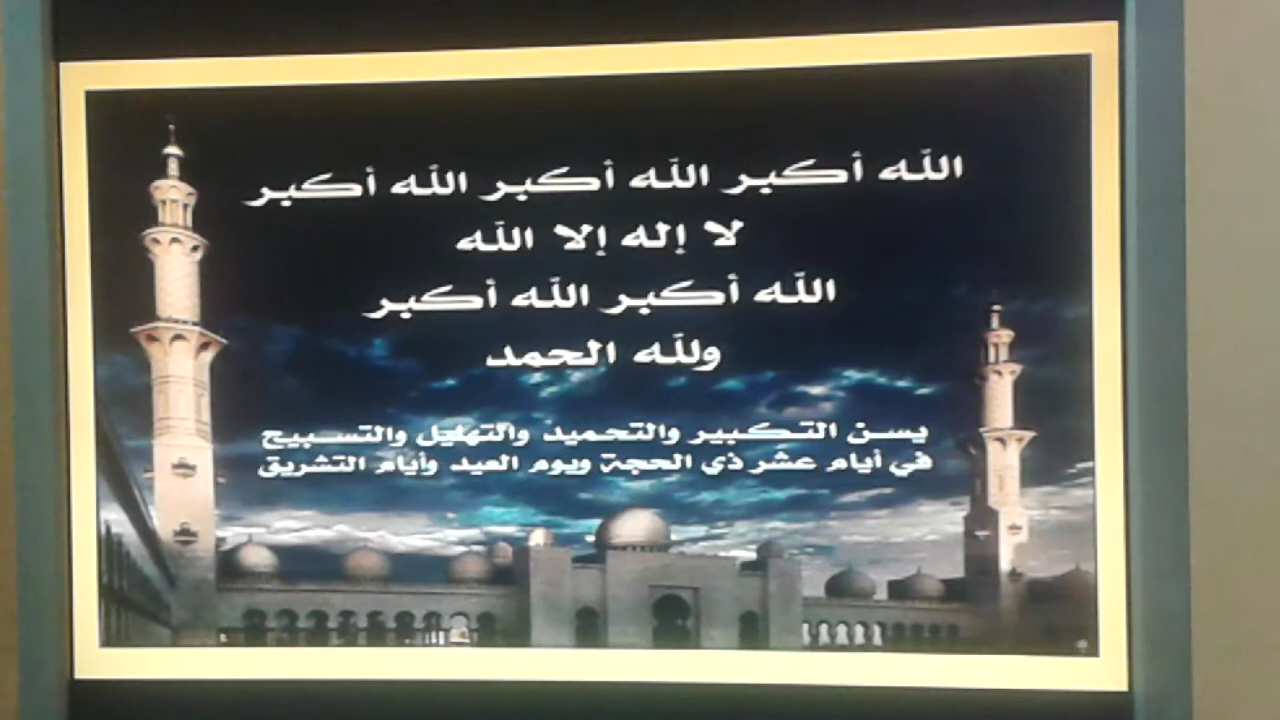 الله أكبر الله أكبر الله أكبر
لا إله إلا الله
الله أكبر الله أكبر
ولله الحمد
يسن التكبير والتحميد والتهليل والتسبيح
في أيام عشر ذي الحجة ويوم العيد وأيام التشريق